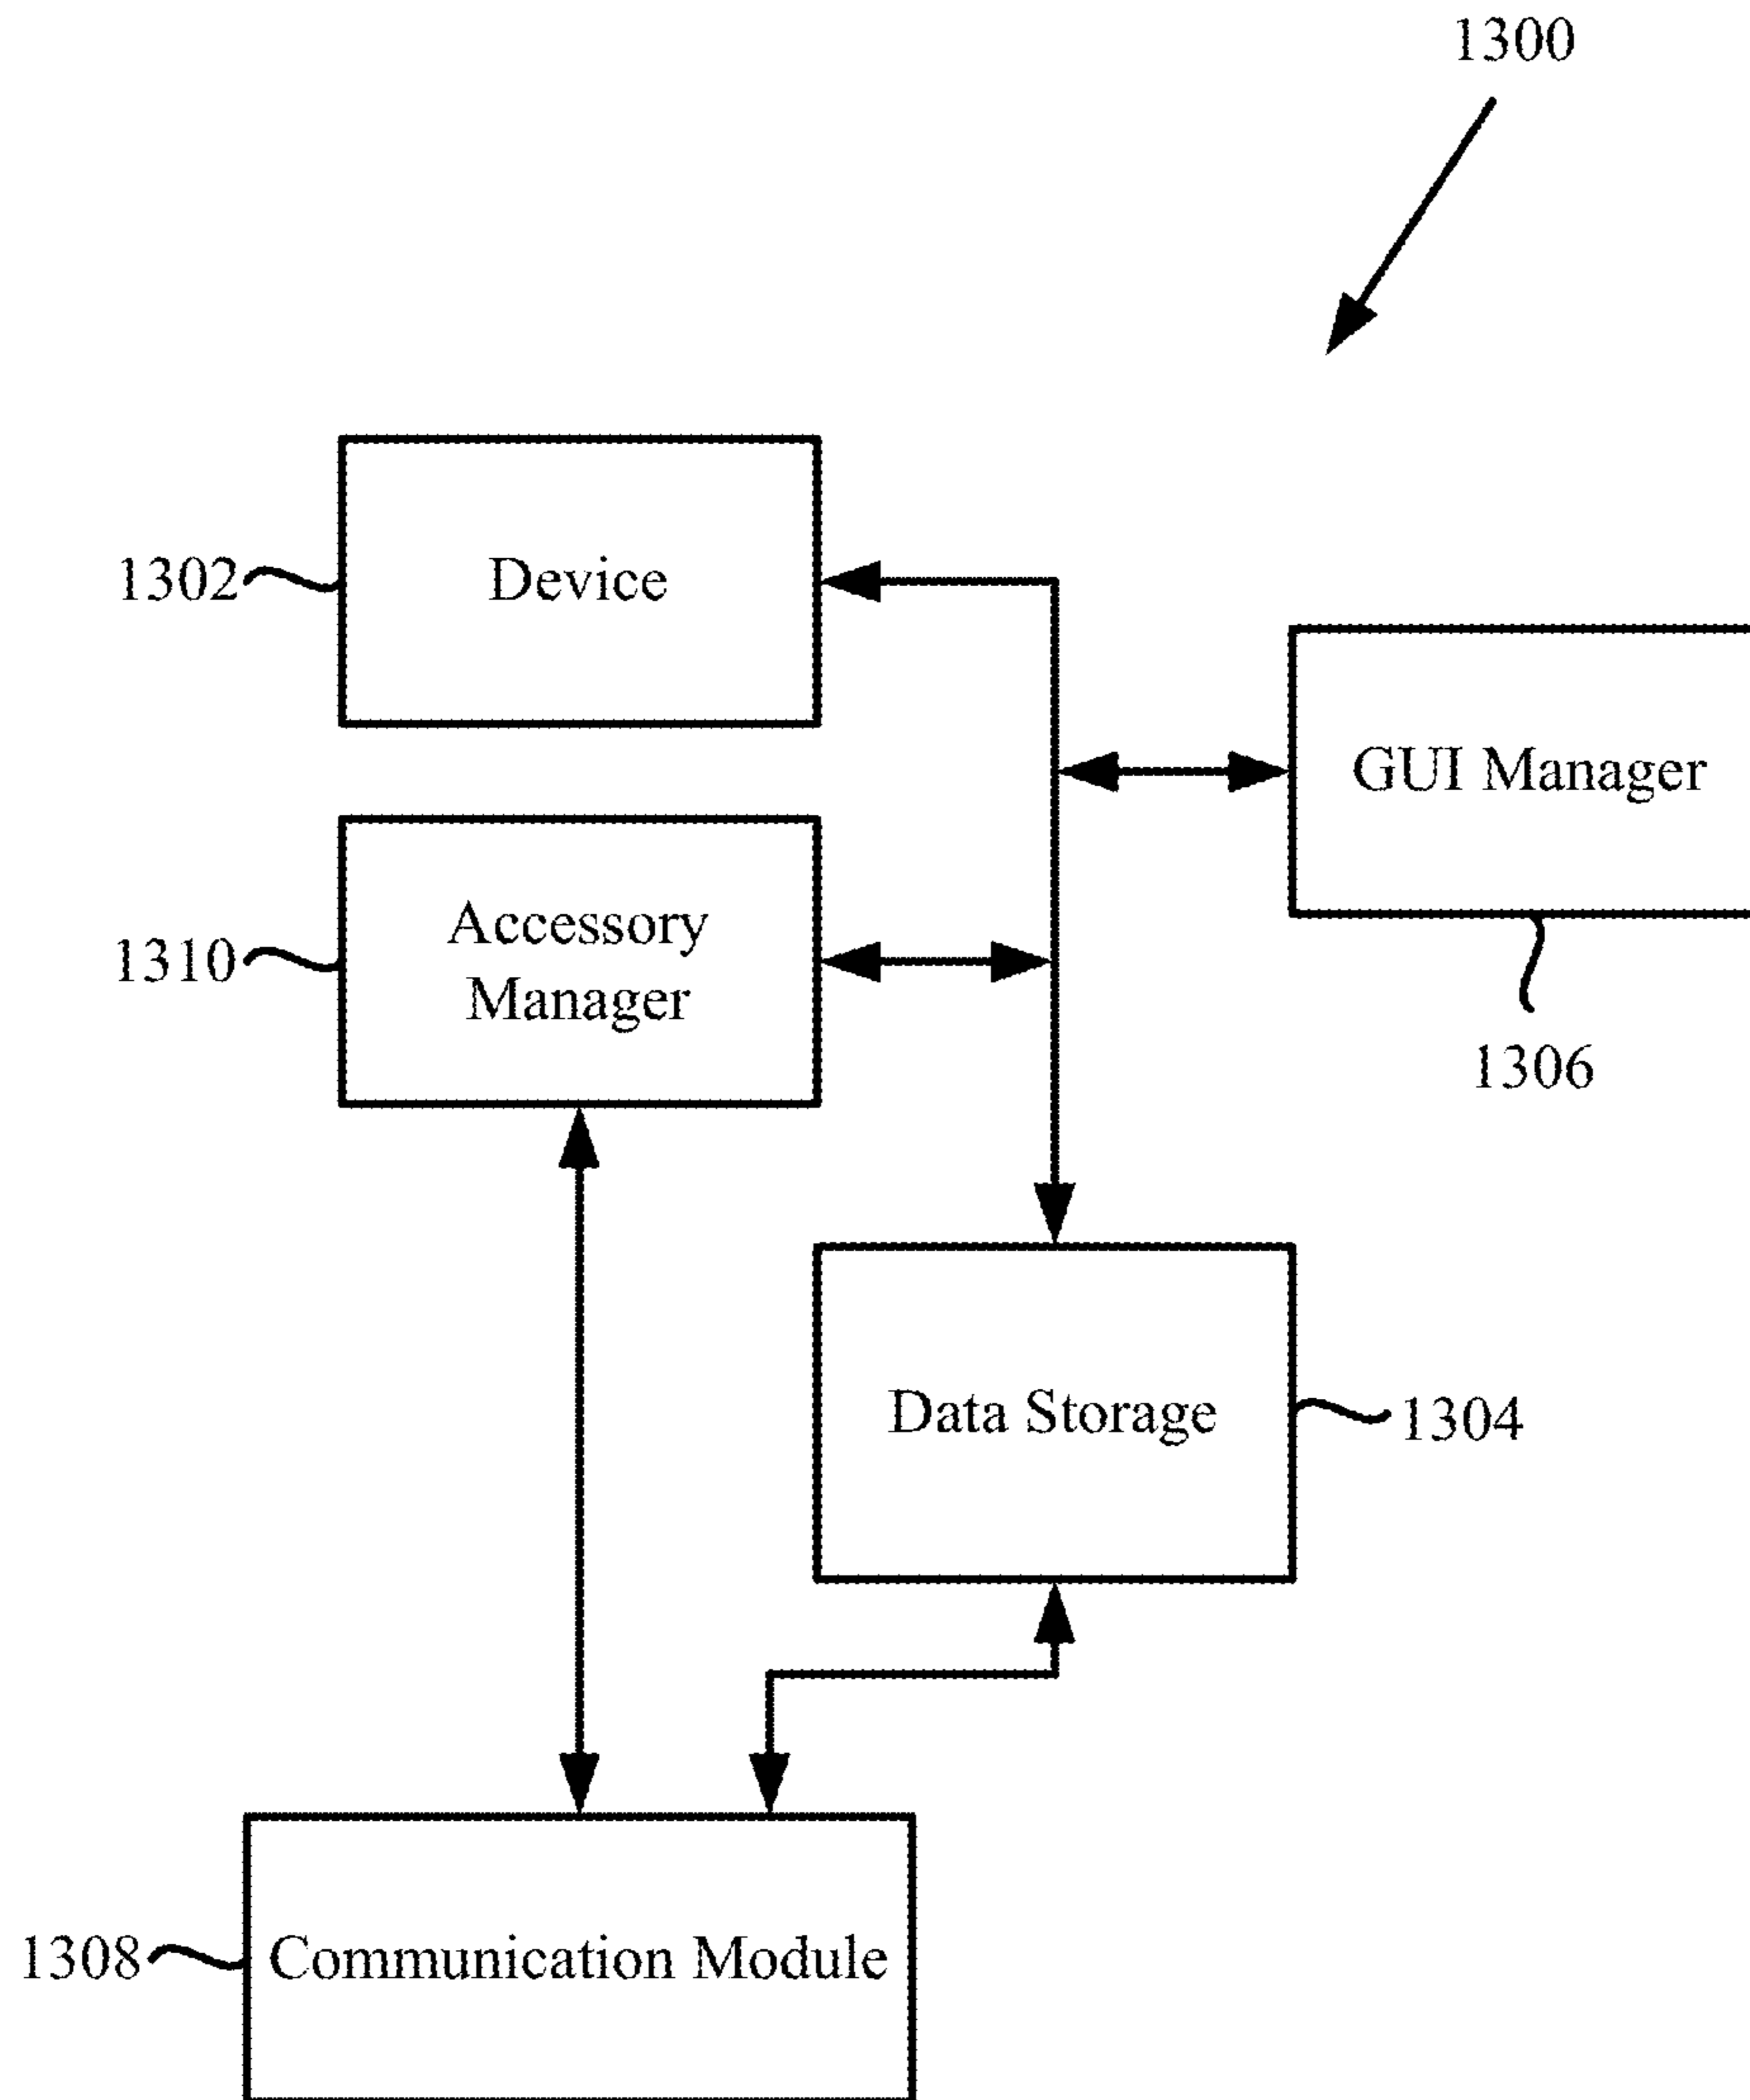 1300
1302
Device
GUI Manager
1310
Accessory
Manager
1306
Data Storage
1304
1308
Communication Module